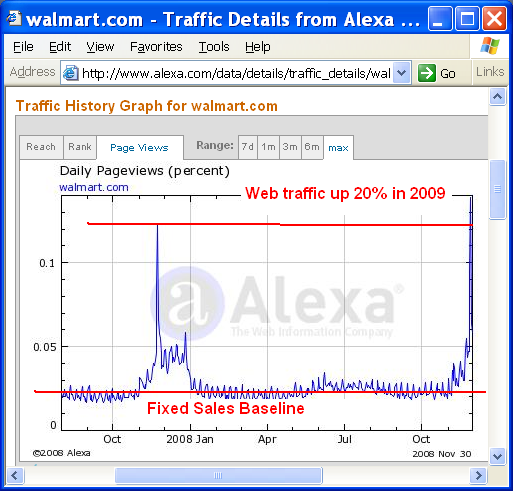 walmart.com - Traffic Details from Alexa ...
File Edit View Favorites Tools Help
Address http://www.alexa.com/data/details/traffic_details/wal Go Links
Traffic History Graph for walmart.com
Reach Rank Page Views Range: 7d 1m 3m 6m max
Daily Pageviews (percent)
walmart.com
Web traffic up 20% in 2009
0.1
a Alexa
The Web Information Company
0.05
Fixed Sales Baseline
0
Oct 2008 Jan Apr Jul Oct
©2008 Alexa 2008 Nov 30